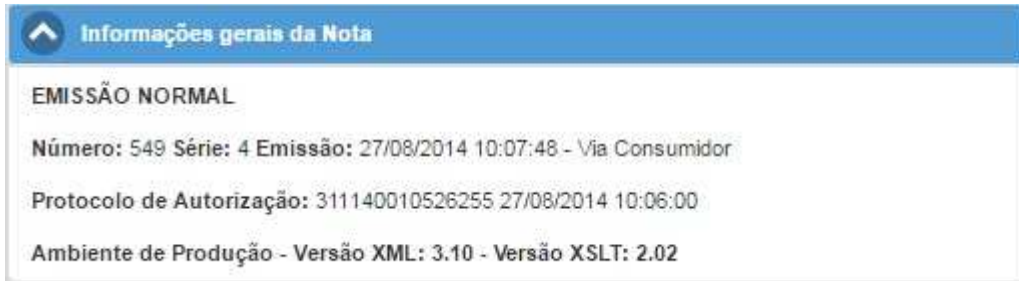 Informações gerais da Nota
EMISSÃO NORMAL
Número: 549 Série: 4 Emissão: 27/08/2014 10:07:48 - Via Consumidor
Protocolo de Autorização: 311140010526255 27/08/2014 10:06:00
Ambiente de Produção - Versão XML: 3.10 - Versão XSLT: 2.02